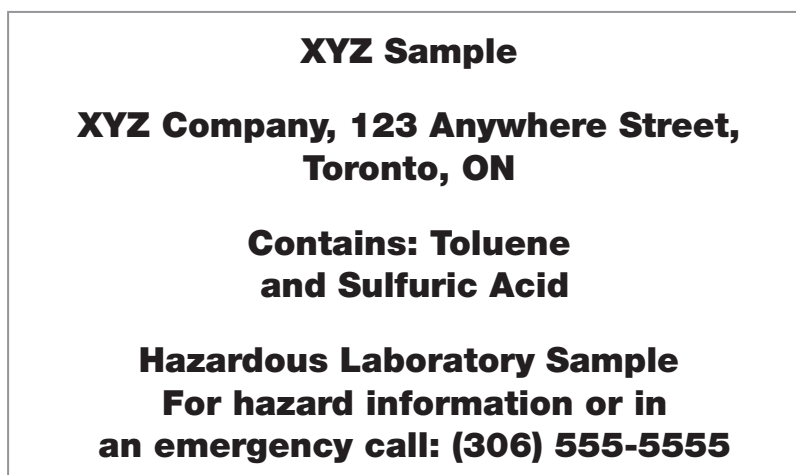 XYZ Sample
XYZ Company, 123 Anywhere Street,
Toronto, ON
Contains: Toluene
and Sulfuric Acid
Hazardous Laboratory Sample
For hazard information or in
an emergency call: (306) 555-5555